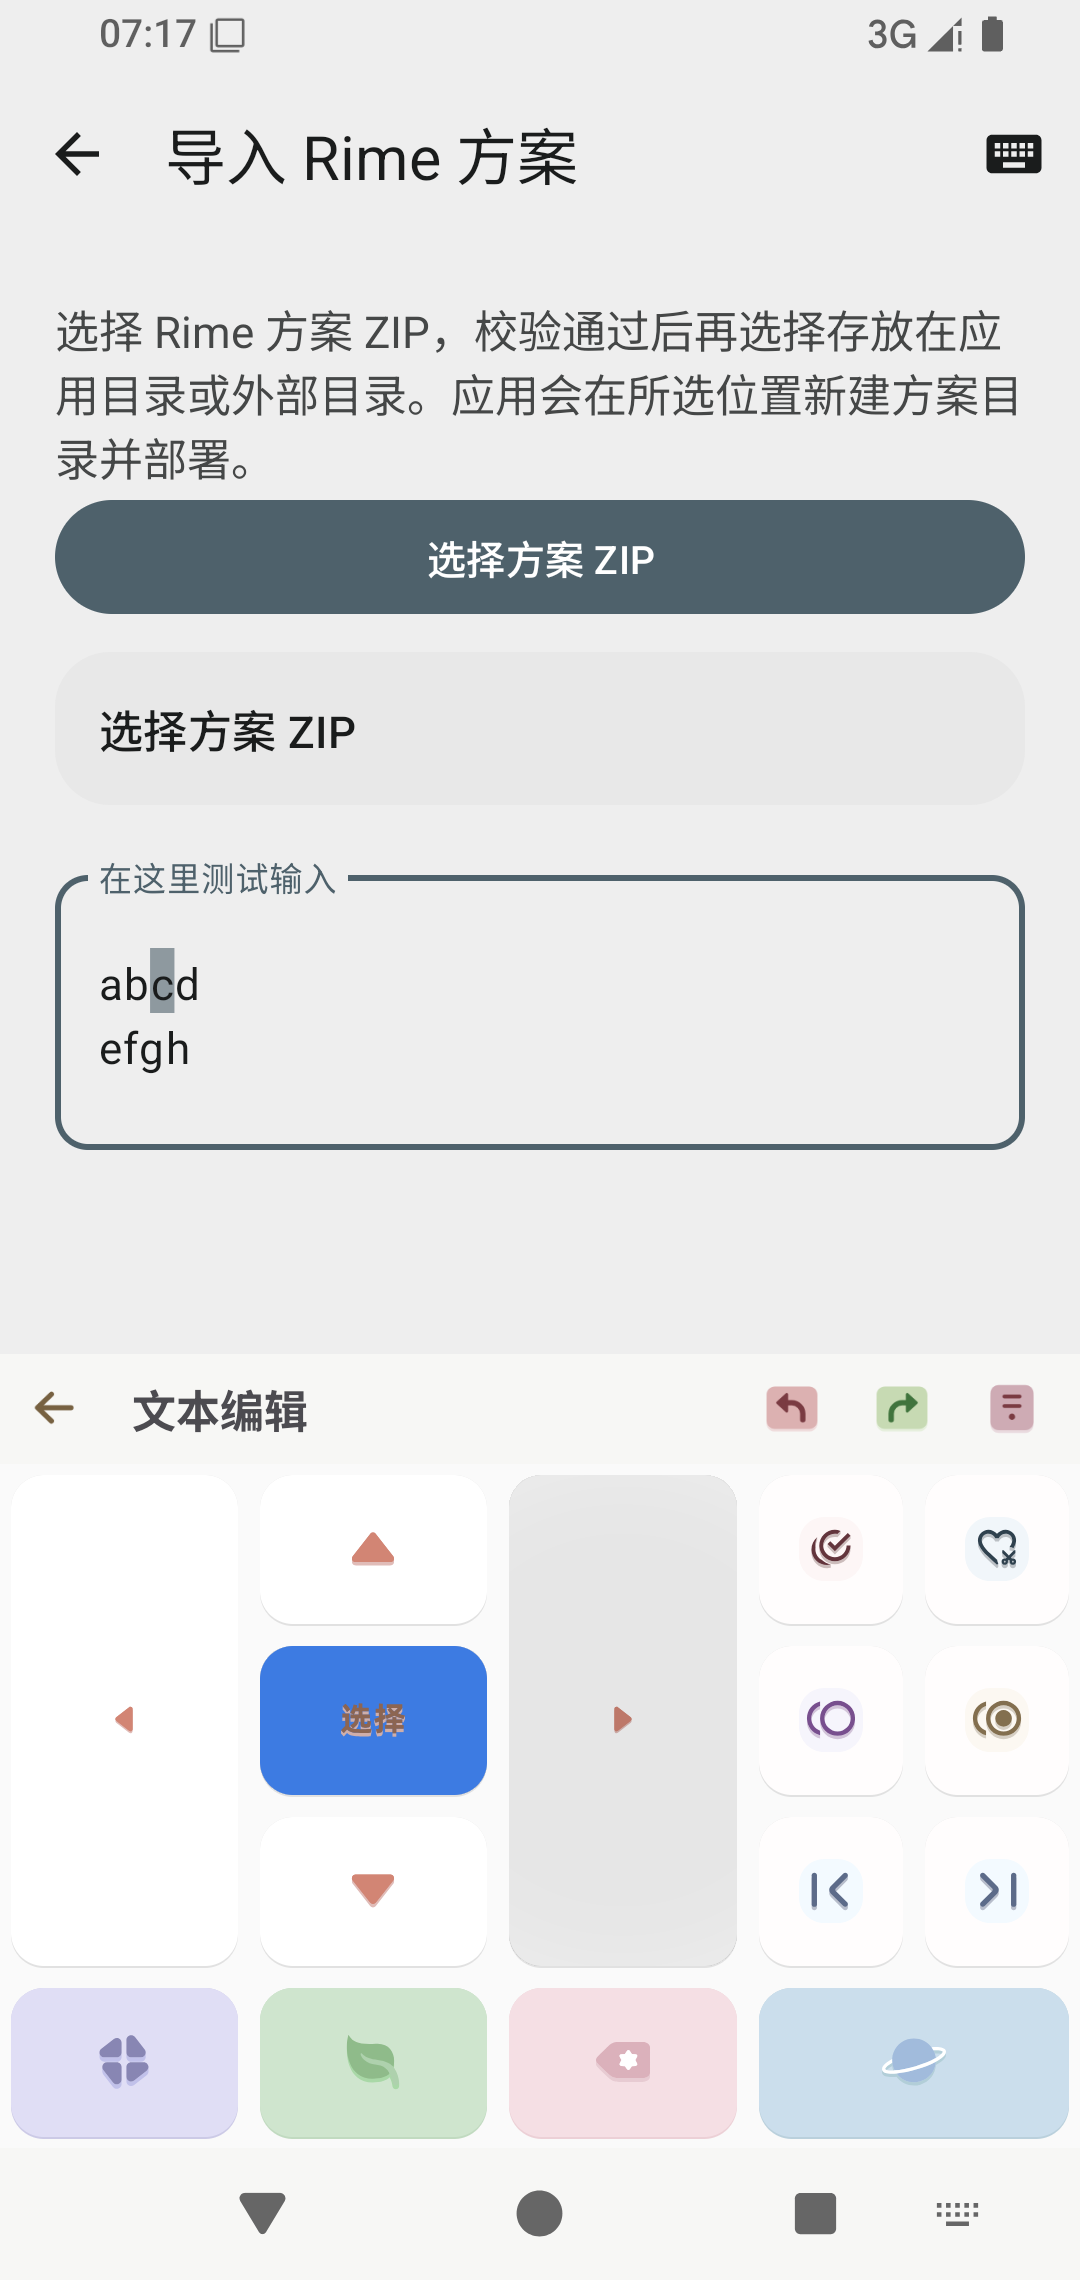 07:17
3G
导入 Rime 方案
选择 Rime 方案 ZIP，校验通过后再选择存放在应
用目录或外部目录。应用会在所选位置新建方案目
录并部署。
选择方案 ZIP
选择方案 ZIP
在这里测试输入
abcd
efgh
文本编辑
选择